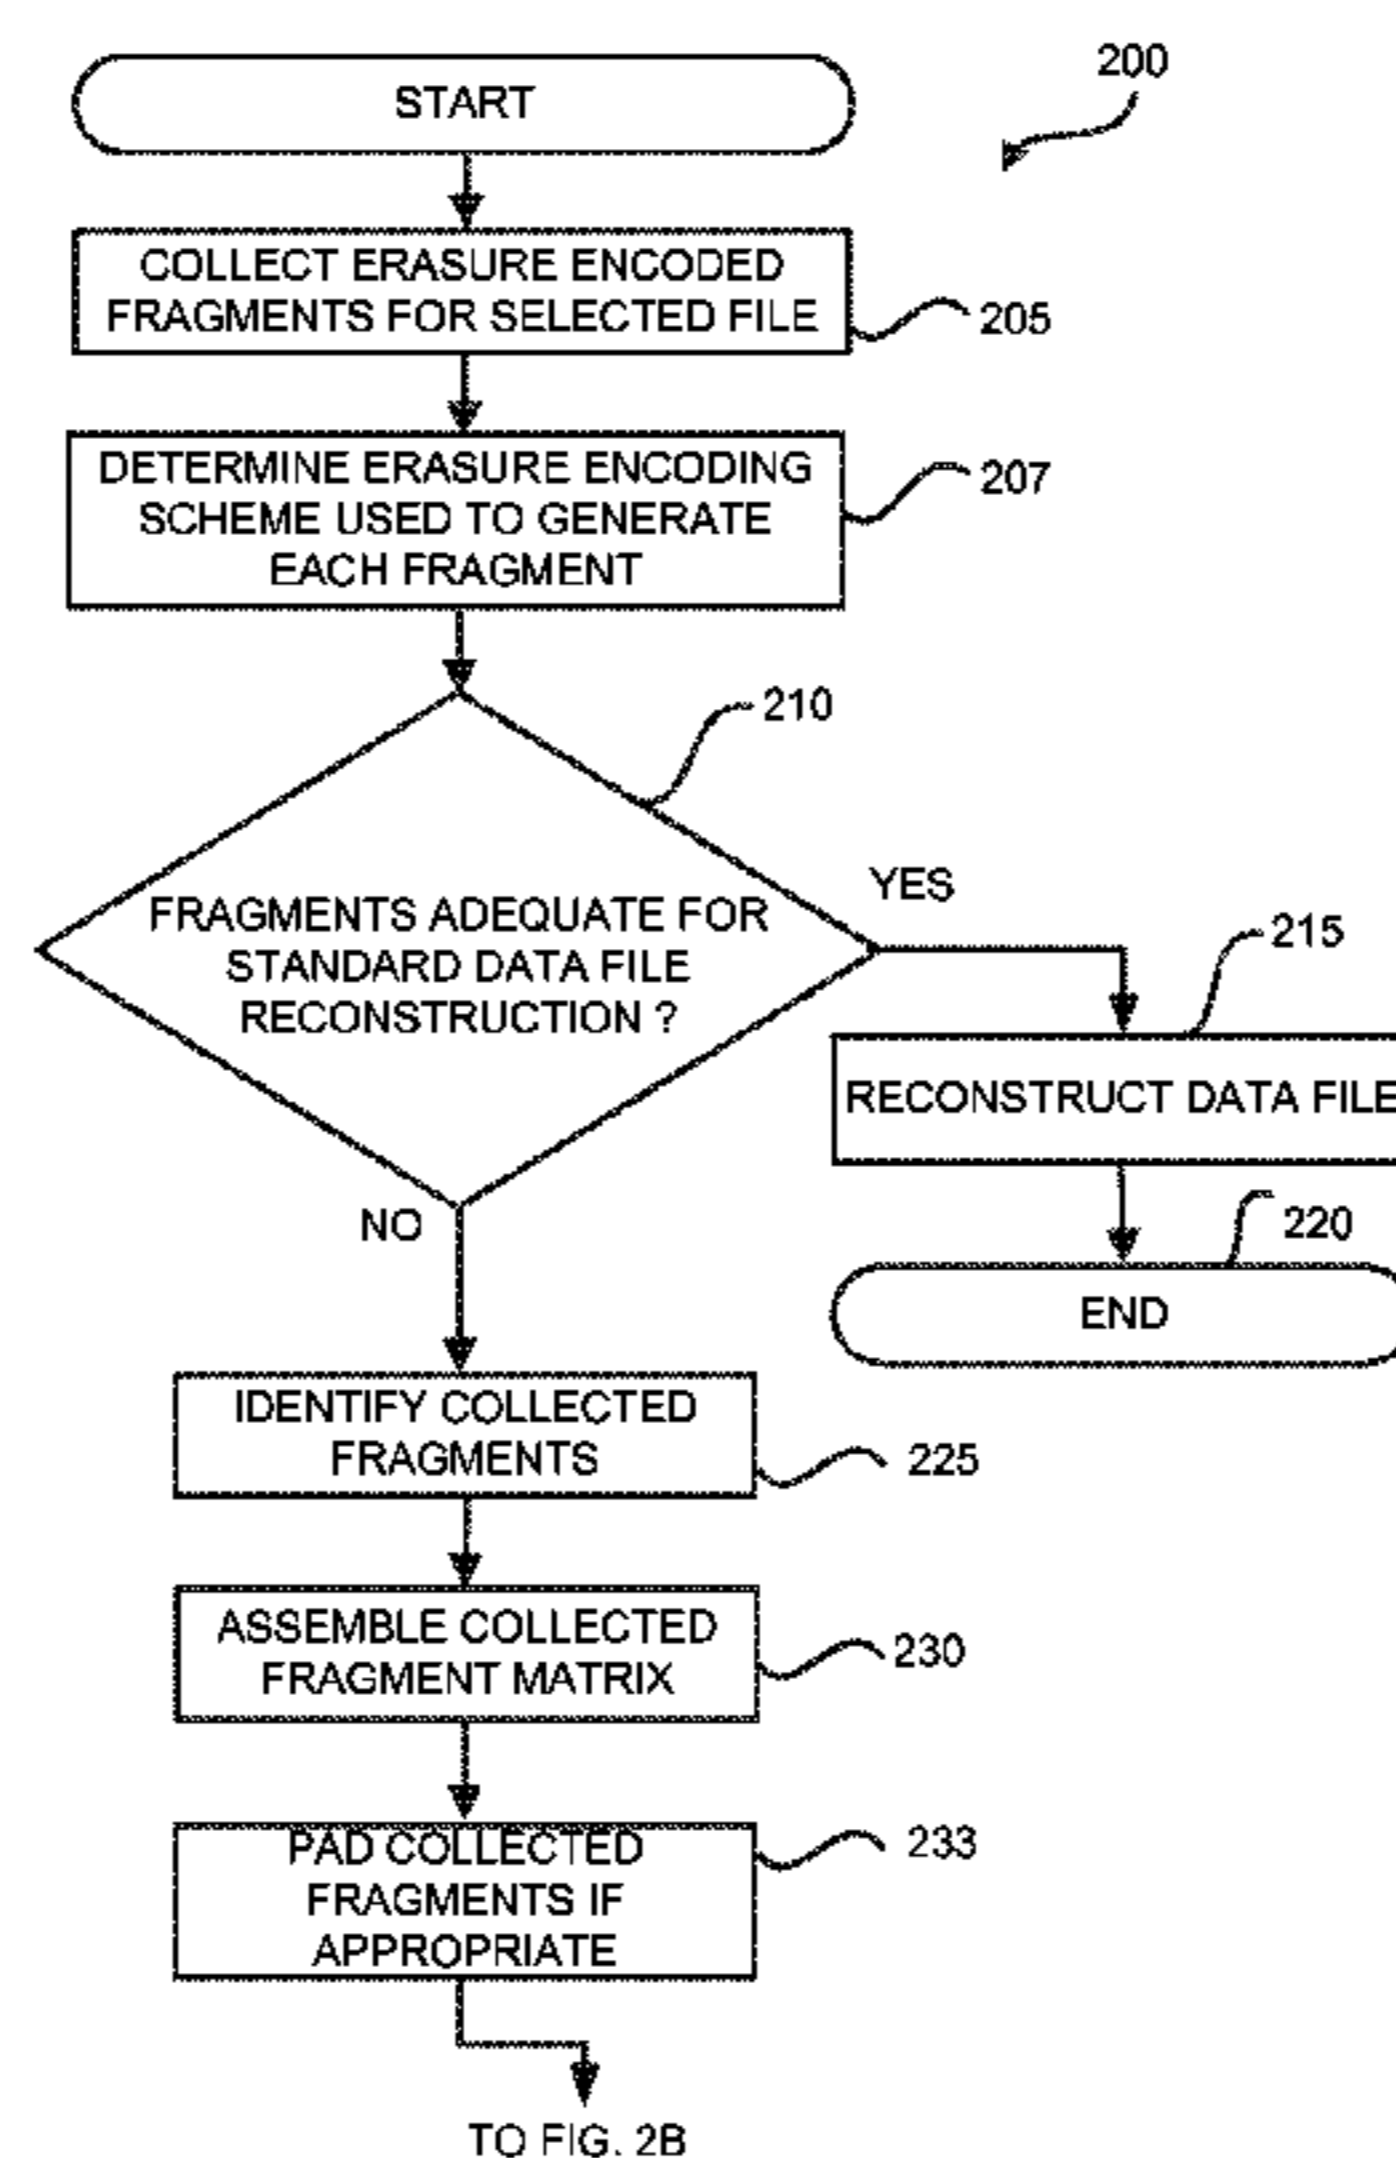 200
START
COLLECT ERASURE ENCODED
FRAGMENTS FOR SELECTED FILE
205
DETERMINE ERASURE ENCODING
SCHEME USED TO GENERATE
EACH FRAGMENT
207
210
FRAGMENTS ADEQUATE FOR
STANDARD DATA FILE
RECONSTRUCTION ?
YES
215
RECONSTRUCT DATA FILE
220
END
NO
IDENTIFY COLLECTED
FRAGMENTS
225
ASSEMBLE COLLECTED
FRAGMENT MATRIX
230
PAD COLLECTED
FRAGMENTS IF
APPROPRIATE
233
TO FIG. 2B